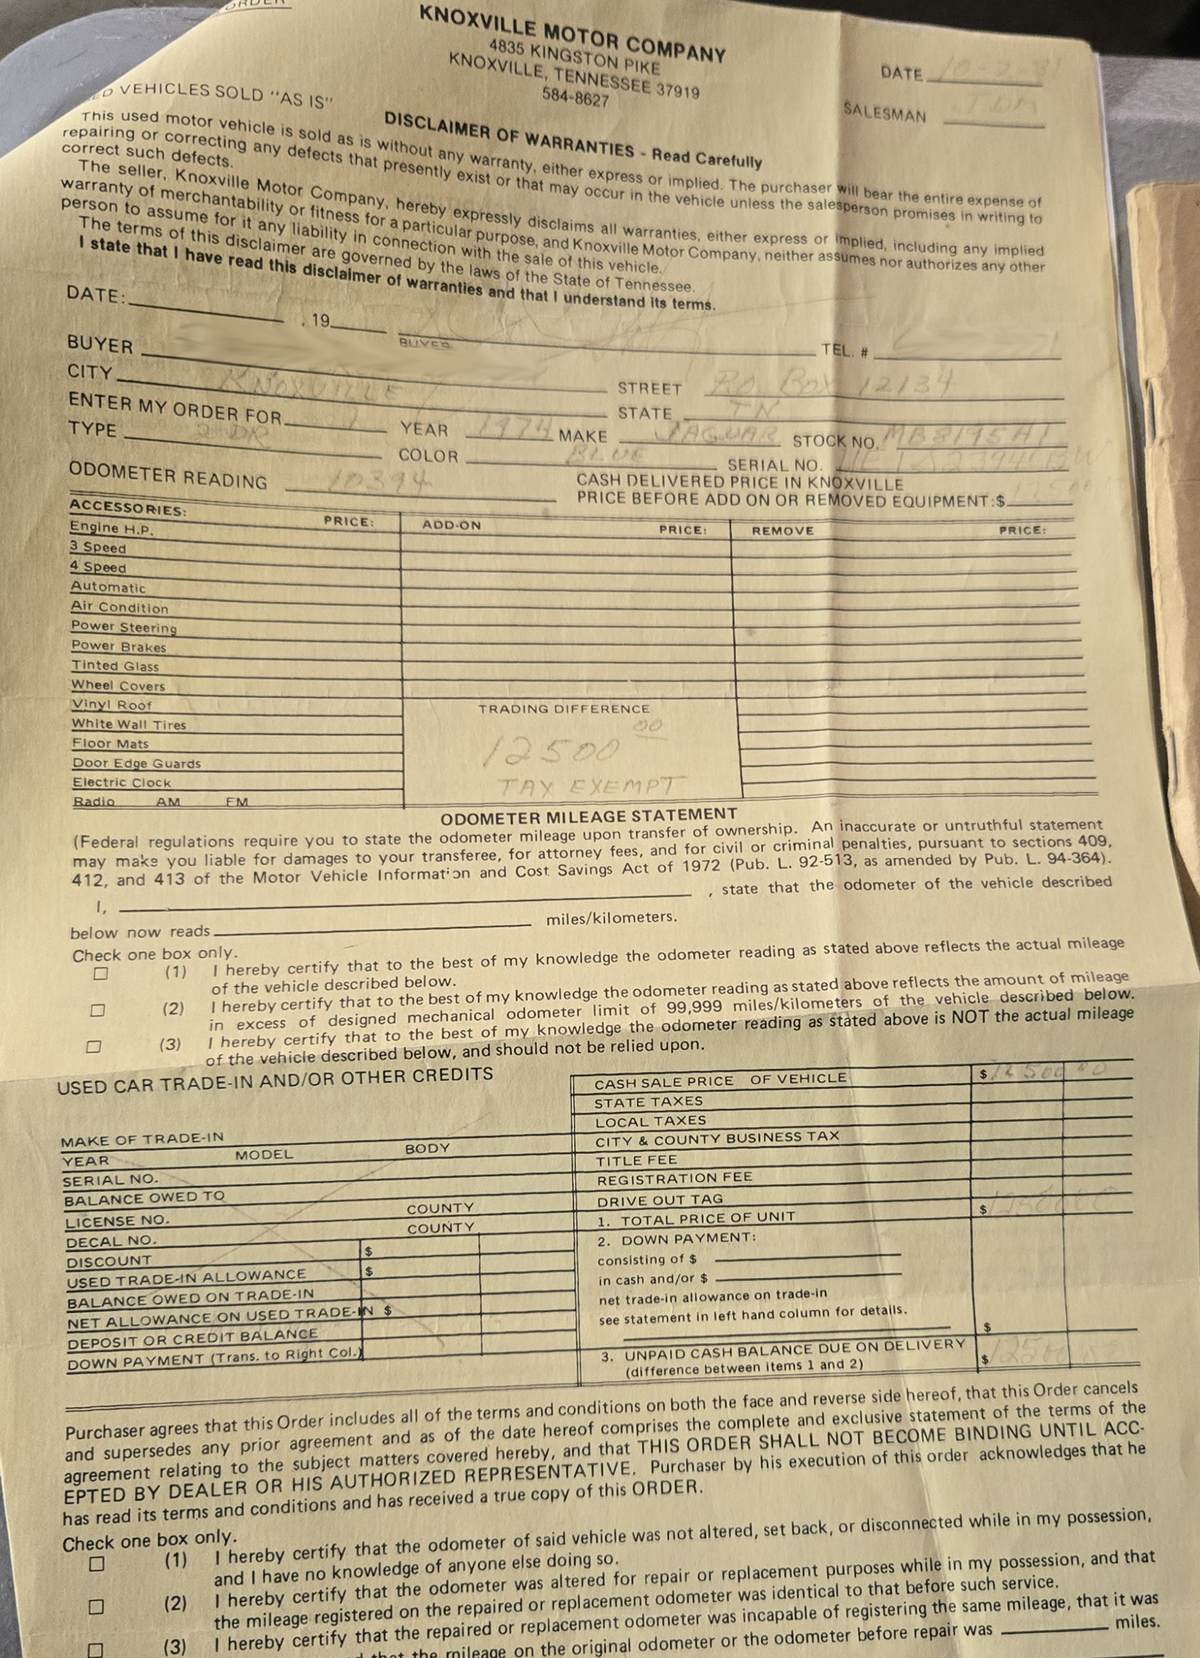 ORDER
KNOXVILLE MOTOR COMPANY
4835 KINGSTON PIKE
KNOXVILLE, TENNESSEE 37919
584-8627
DATE
SALESMAN
VEHICLES SOLD "AS IS"
DISCLAIMER OF WARRANTIES - Read Carefully
This used motor vehicle is sold as is without any warranty, either express or implied. The purchaser will bear the entire expense of
repairing or correcting any defects that presently exist or that may occur in the vehicle unless the salesperson promises in writing to
correct such defects.
The seller, Knoxville Motor Company, hereby expressly disclaims all warranties, either express or implied, including any implied
warranty of merchantability or fitness for a particular purpose, and Knoxville Motor Company, neither assumes nor authorizes any other
person to assume for it any liability in connection with the sale of this vehicle.
The terms of this disclaimer are governed by the laws of the State of Tennessee.
I state that I have read this disclaimer of warranties and that I understand its terms.
DATE: , 19
BUYER
BUYER TEL. #
CITY KNOXVILLE STREET P.O. Box 12134
ENTER MY ORDER FOR 1 STATE TN
TYPE 2 DR YEAR 1974 MAKE JAGUAR STOCK NO. MB8195A1
COLOR BLUE SERIAL NO.
ODOMETER READING 10394 CASH DELIVERED PRICE IN KNOXVILLE
PRICE BEFORE ADD ON OR REMOVED EQUIPMENT:$
ACCESSORIES: PRICE: ADD-ON PRICE: REMOVE PRICE:
Engine H.P.
3 Speed
4 Speed
Automatic
Air Condition
Power Steering
Power Brakes
Tinted Glass
Wheel Covers
Vinyl Roof
White Wall Tires
Floor Mats
Door Edge Guards
Electric Clock
Radio AM FM
TRADING DIFFERENCE
12500 00
TAX EXEMPT
ODOMETER MILEAGE STATEMENT
(Federal regulations require you to state the odometer mileage upon transfer of ownership. An inaccurate or untruthful statement
may make you liable for damages to your transferee, for attorney fees, and for civil or criminal penalties, pursuant to sections 409,
412, and 413 of the Motor Vehicle Information and Cost Savings Act of 1972 (Pub. L. 92-513, as amended by Pub. L. 94-364).
I, , state that the odometer of the vehicle described
below now reads miles/kilometers.
Check one box only.
(1) I hereby certify that to the best of my knowledge the odometer reading as stated above reflects the actual mileage
of the vehicle described below.
(2) I hereby certify that to the best of my knowledge the odometer reading as stated above reflects the amount of mileage
in excess of designed mechanical odometer limit of 99,999 miles/kilometers of the vehicle described below.
(3) I hereby certify that to the best of my knowledge the odometer reading as stated above is NOT the actual mileage
of the vehicle described below, and should not be relied upon.
USED CAR TRADE-IN AND/OR OTHER CREDITS
MAKE OF TRADE-IN
YEAR MODEL BODY
SERIAL NO.
BALANCE OWED TO
LICENSE NO. COUNTY
DECAL NO. COUNTY
DISCOUNT $
USED TRADE-IN ALLOWANCE $
BALANCE OWED ON TRADE-IN
NET ALLOWANCE ON USED TRADE-IN $
DEPOSIT OR CREDIT BALANCE
DOWN PAYMENT (Trans. to Right Col.)
CASH SALE PRICE OF VEHICLE $ 12500 00
STATE TAXES
LOCAL TAXES
CITY & COUNTY BUSINESS TAX
TITLE FEE
REGISTRATION FEE
DRIVE OUT TAG
1. TOTAL PRICE OF UNIT $ 12500 00
2. DOWN PAYMENT:
consisting of $
in cash and/or $
net trade-in allowance on trade-in
see statement in left hand column for details.
$
3. UNPAID CASH BALANCE DUE ON DELIVERY
(difference between items 1 and 2) $ 12500
Purchaser agrees that this Order includes all of the terms and conditions on both the face and reverse side hereof, that this Order cancels
and supersedes any prior agreement and as of the date hereof comprises the complete and exclusive statement of the terms of the
agreement relating to the subject matters covered hereby, and that THIS ORDER SHALL NOT BECOME BINDING UNTIL ACC-
EPTED BY DEALER OR HIS AUTHORIZED REPRESENTATIVE. Purchaser by his execution of this order acknowledges that he
has read its terms and conditions and has received a true copy of this ORDER.
Check one box only.
(1) I hereby certify that the odometer of said vehicle was not altered, set back, or disconnected while in my possession,
and I have no knowledge of anyone else doing so.
(2) I hereby certify that the odometer was altered for repair or replacement purposes while in my possession, and that
the mileage registered on the repaired or replacement odometer was identical to that before such service.
(3) I hereby certify that the repaired or replacement odometer was incapable of registering the same mileage, that it was
that the mileage on the original odometer or the odometer before repair was miles.